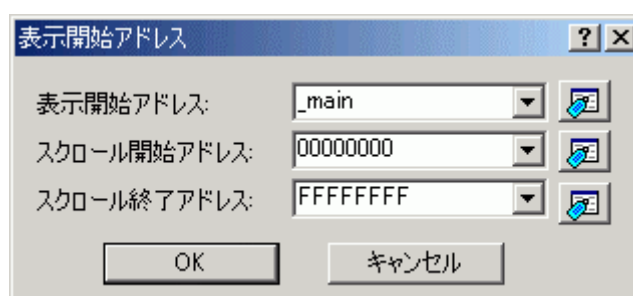 表示開始アドレス
表示開始アドレス: _main
スクロール開始アドレス: 00000000
スクロール終了アドレス: FFFFFFFF
OK キャンセル